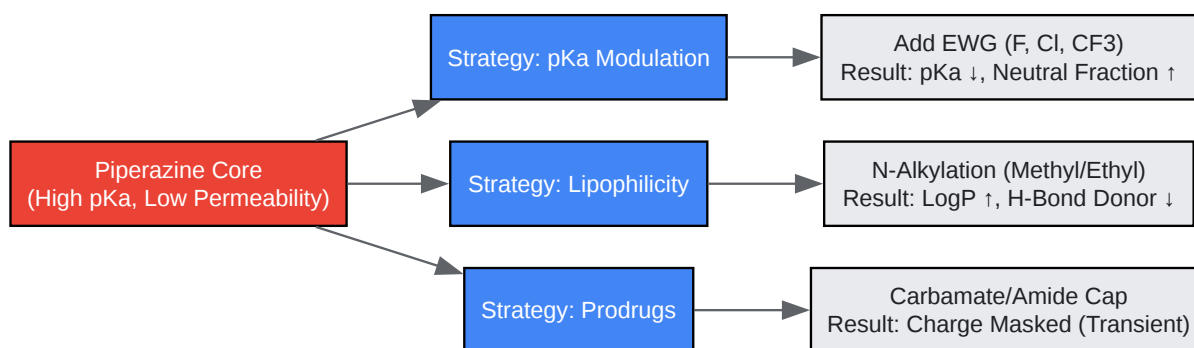 Piperazine Core
(High pKa, Low Permeability)
Strategy: pKa Modulation
Add EWG (F, Cl, CF3)
Result: pKa ↓, Neutral Fraction ↑
Strategy: Lipophilicity
N-Alkylation (Methyl/Ethyl)
Result: LogP ↑, H-Bond Donor ↓
Strategy: Prodrugs
Carbamate/Amide Cap
Result: Charge Masked (Transient)